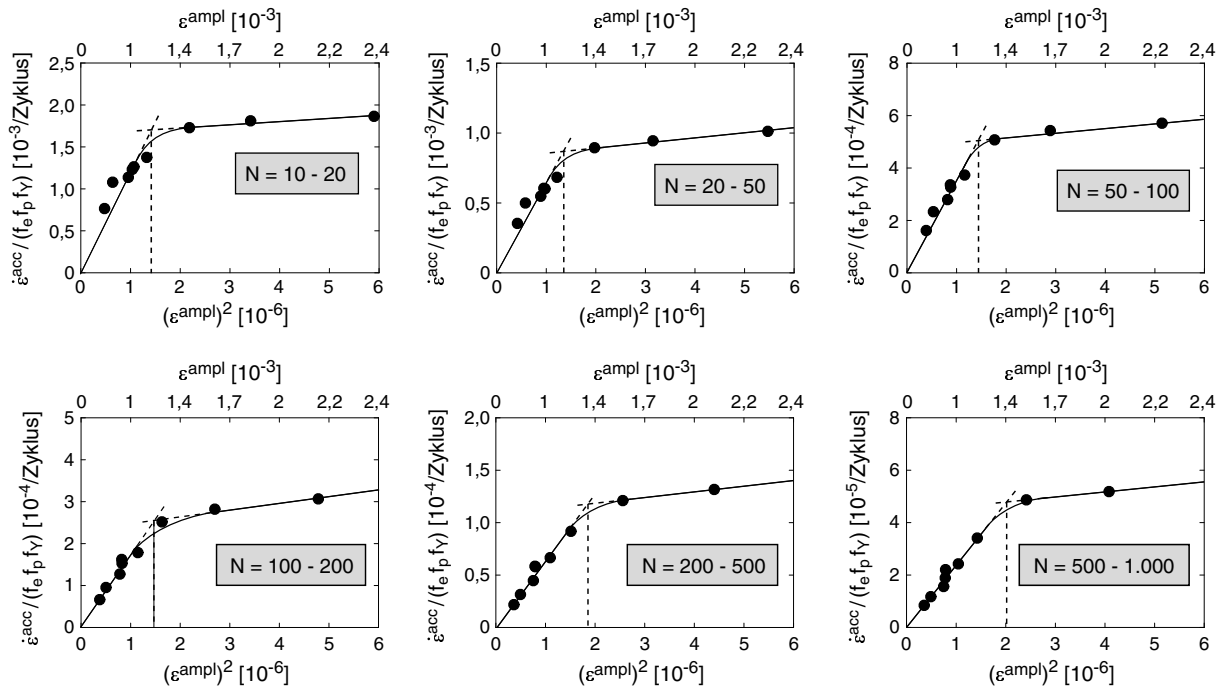 ε^ampl [10^-3]
0 1 1,4 1,7 2 2,2 2,4
2,5
2,0
1,5
1,0
0,5
0
ε̇^acc / (f_e f_p f_Y) [10^-3/Zyklus]
N = 10 - 20
0 1 2 3 4 5 6
(ε^ampl)^2 [10^-6]
ε^ampl [10^-3]
0 1 1,4 1,7 2 2,2 2,4
1,5
1,0
0,5
0
ε̇^acc / (f_e f_p f_Y) [10^-3/Zyklus]
N = 20 - 50
0 1 2 3 4 5 6
(ε^ampl)^2 [10^-6]
ε^ampl [10^-3]
0 1 1,4 1,7 2 2,2 2,4
8
6
4
2
0
ε̇^acc / (f_e f_p f_Y) [10^-4/Zyklus]
N = 50 - 100
0 1 2 3 4 5 6
(ε^ampl)^2 [10^-6]
ε^ampl [10^-3]
0 1 1,4 1,7 2 2,2 2,4
5
4
3
2
1
0
ε̇^acc / (f_e f_p f_Y) [10^-4/Zyklus]
N = 100 - 200
0 1 2 3 4 5 6
(ε^ampl)^2 [10^-6]
ε^ampl [10^-3]
0 1 1,4 1,7 2 2,2 2,4
2,0
1,5
1,0
0,5
0
ε̇^acc / (f_e f_p f_Y) [10^-4/Zyklus]
N = 200 - 500
0 1 2 3 4 5 6
(ε^ampl)^2 [10^-6]
ε^ampl [10^-3]
0 1 1,4 1,7 2 2,2 2,4
8
6
4
2
0
ε̇^acc / (f_e f_p f_Y) [10^-5/Zyklus]
N = 500 - 1.000
0 1 2 3 4 5 6
(ε^ampl)^2 [10^-6]